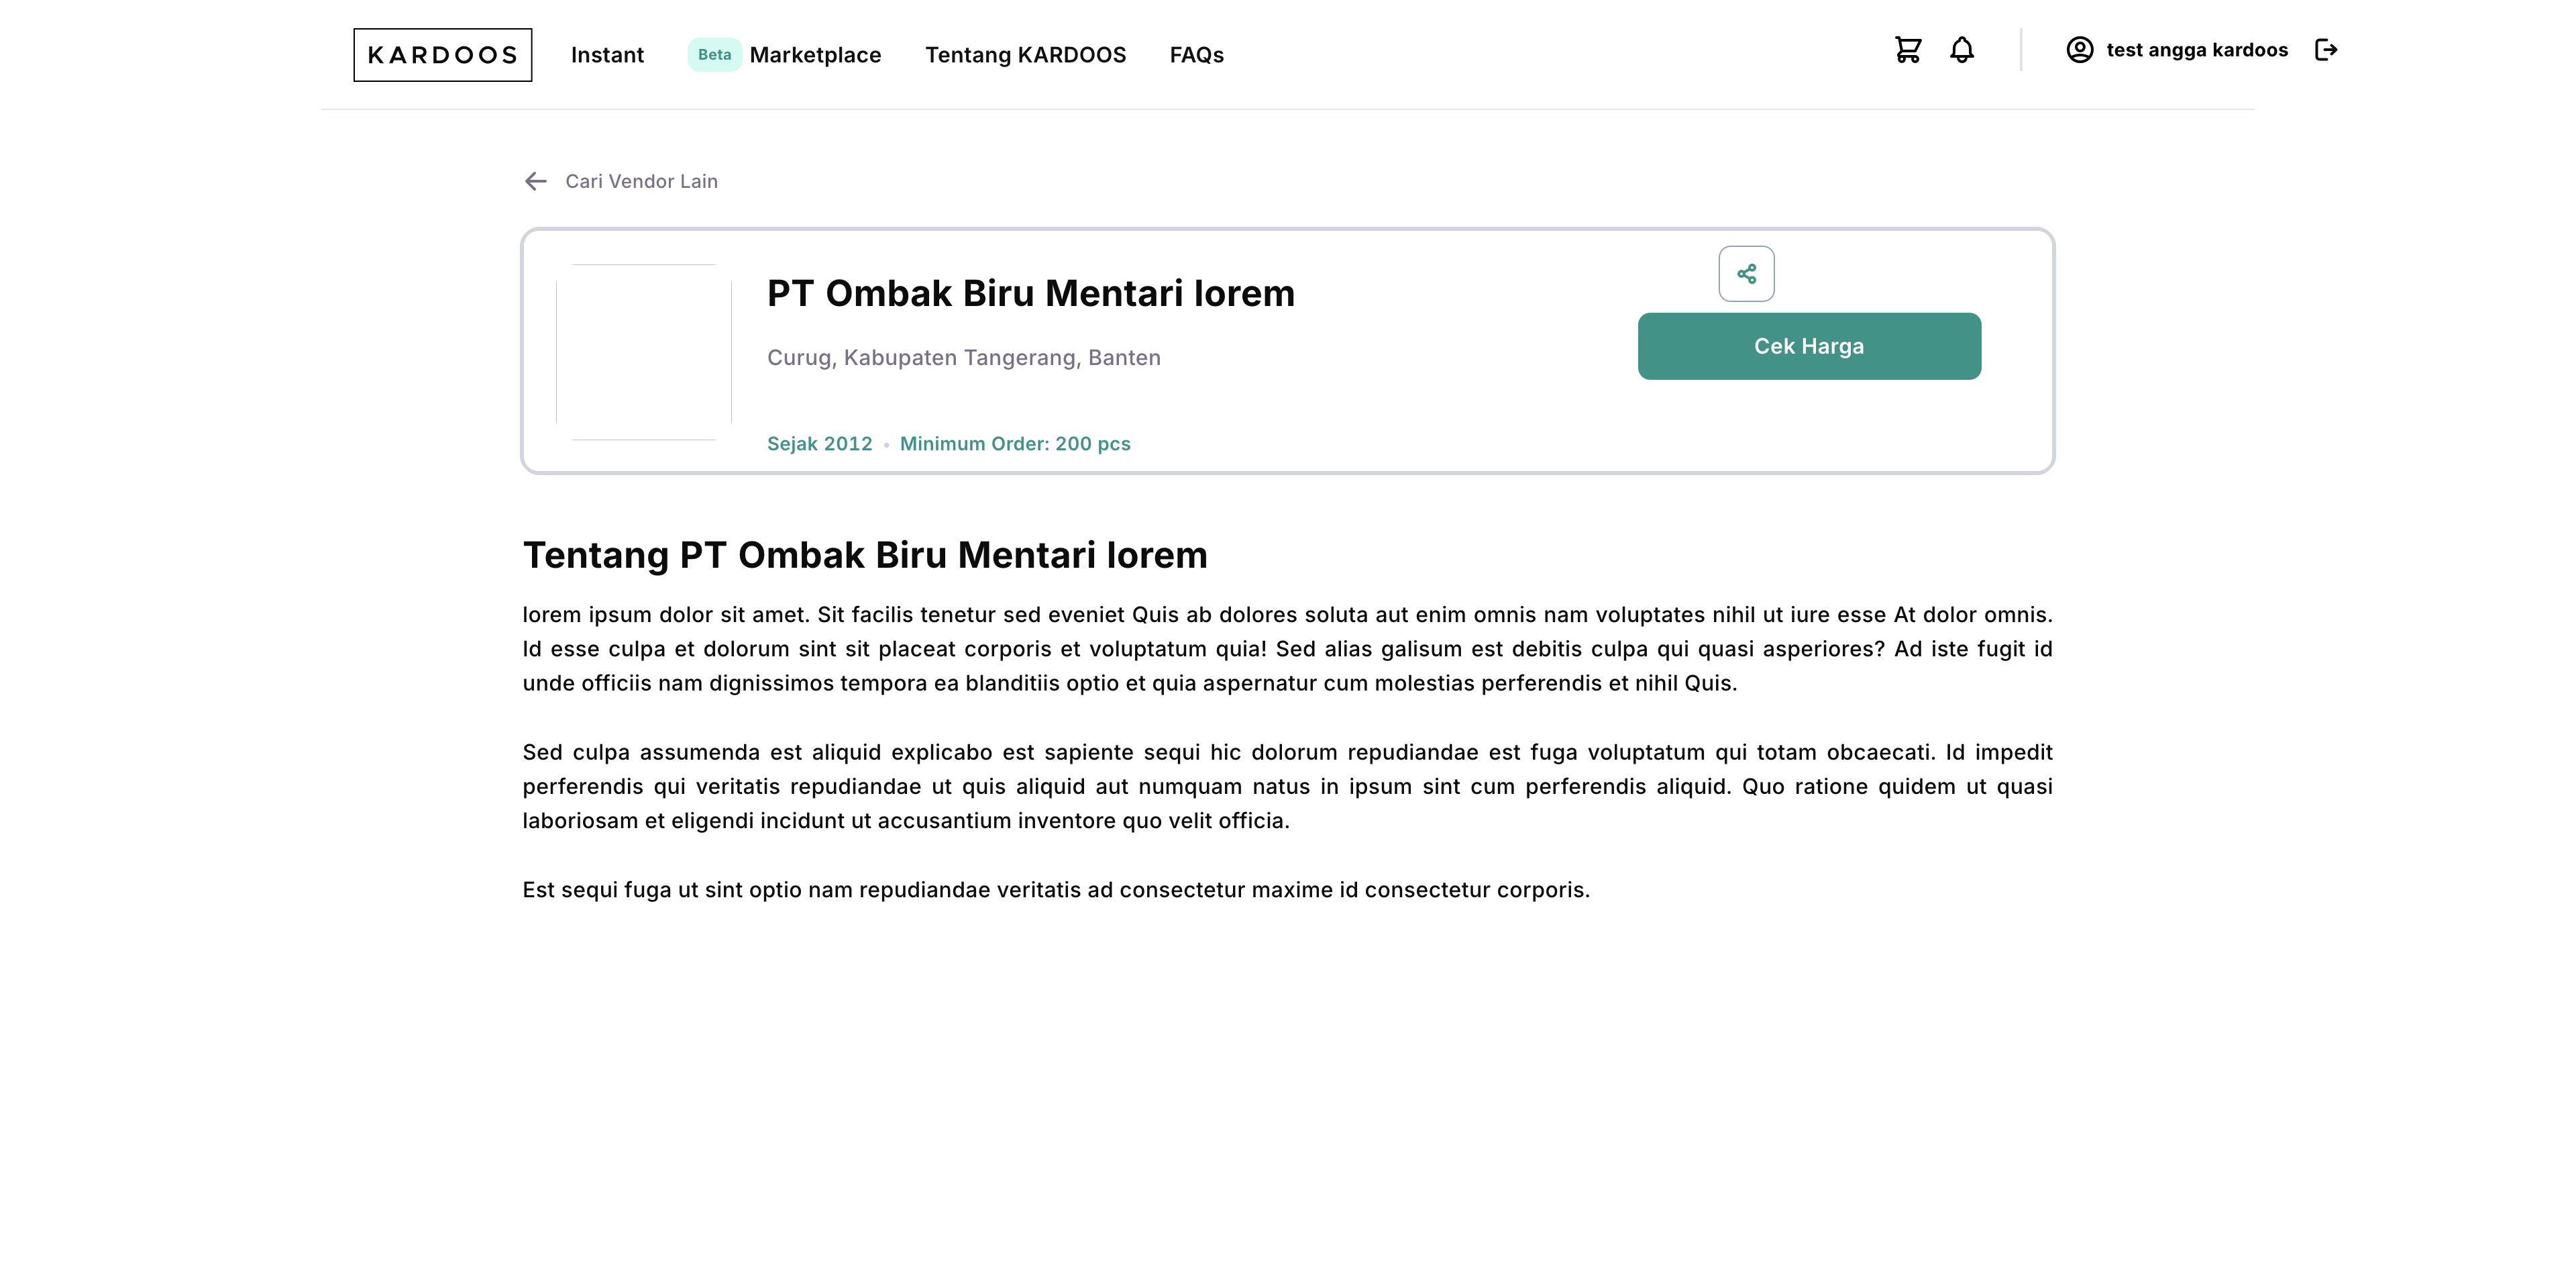 KARDOOS
Instant
Beta Marketplace
Tentang KARDOOS
FAQs
test angga kardoos
Cari Vendor Lain
PT Ombak Biru Mentari lorem
Curug, Kabupaten Tangerang, Banten
Sejak 2012 • Minimum Order: 200 pcs
Cek Harga
Tentang PT Ombak Biru Mentari lorem
lorem ipsum dolor sit amet. Sit facilis tenetur sed eveniet Quis ab dolores soluta aut enim omnis nam voluptates nihil ut iure esse At dolor omnis.
Id esse culpa et dolorum sint sit placeat corporis et voluptatum quia! Sed alias galisum est debitis culpa qui quasi asperiores? Ad iste fugit id
unde officiis nam dignissimos tempora ea blanditiis optio et quia aspernatur cum molestias perferendis et nihil Quis.
Sed culpa assumenda est aliquid explicabo est sapiente sequi hic dolorum repudiandae est fuga voluptatum qui totam obcaecati. Id impedit
perferendis qui veritatis repudiandae ut quis aliquid aut numquam natus in ipsum sint cum perferendis aliquid. Quo ratione quidem ut quasi
laboriosam et eligendi incidunt ut accusantium inventore quo velit officia.
Est sequi fuga ut sint optio nam repudiandae veritatis ad consectetur maxime id consectetur corporis.